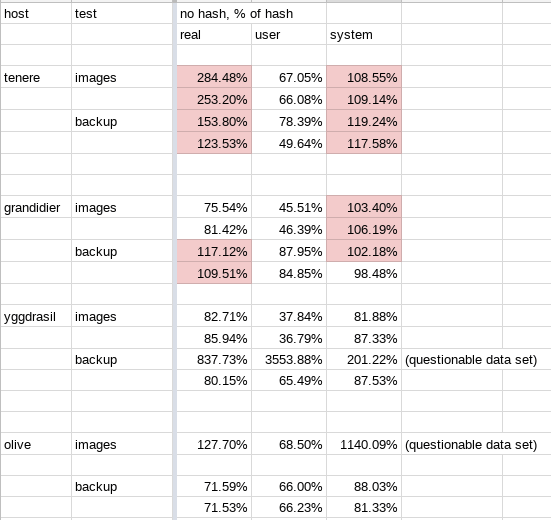 host test no hash, % of hash
real user system
tenere images 284.48% 67.05% 108.55%
253.20% 66.08% 109.14%
backup 153.80% 78.39% 119.24%
123.53% 49.64% 117.58%
grandidier images 75.54% 45.51% 103.40%
81.42% 46.39% 106.19%
backup 117.12% 87.95% 102.18%
109.51% 84.85% 98.48%
yggdrasil images 82.71% 37.84% 81.88%
85.94% 36.79% 87.33%
backup 837.73% 3553.88% 201.22% (questionable data set)
80.15% 65.49% 87.53%
olive images 127.70% 68.50% 1140.09% (questionable data set)
backup 71.59% 66.00% 88.03%
71.53% 66.23% 81.33%